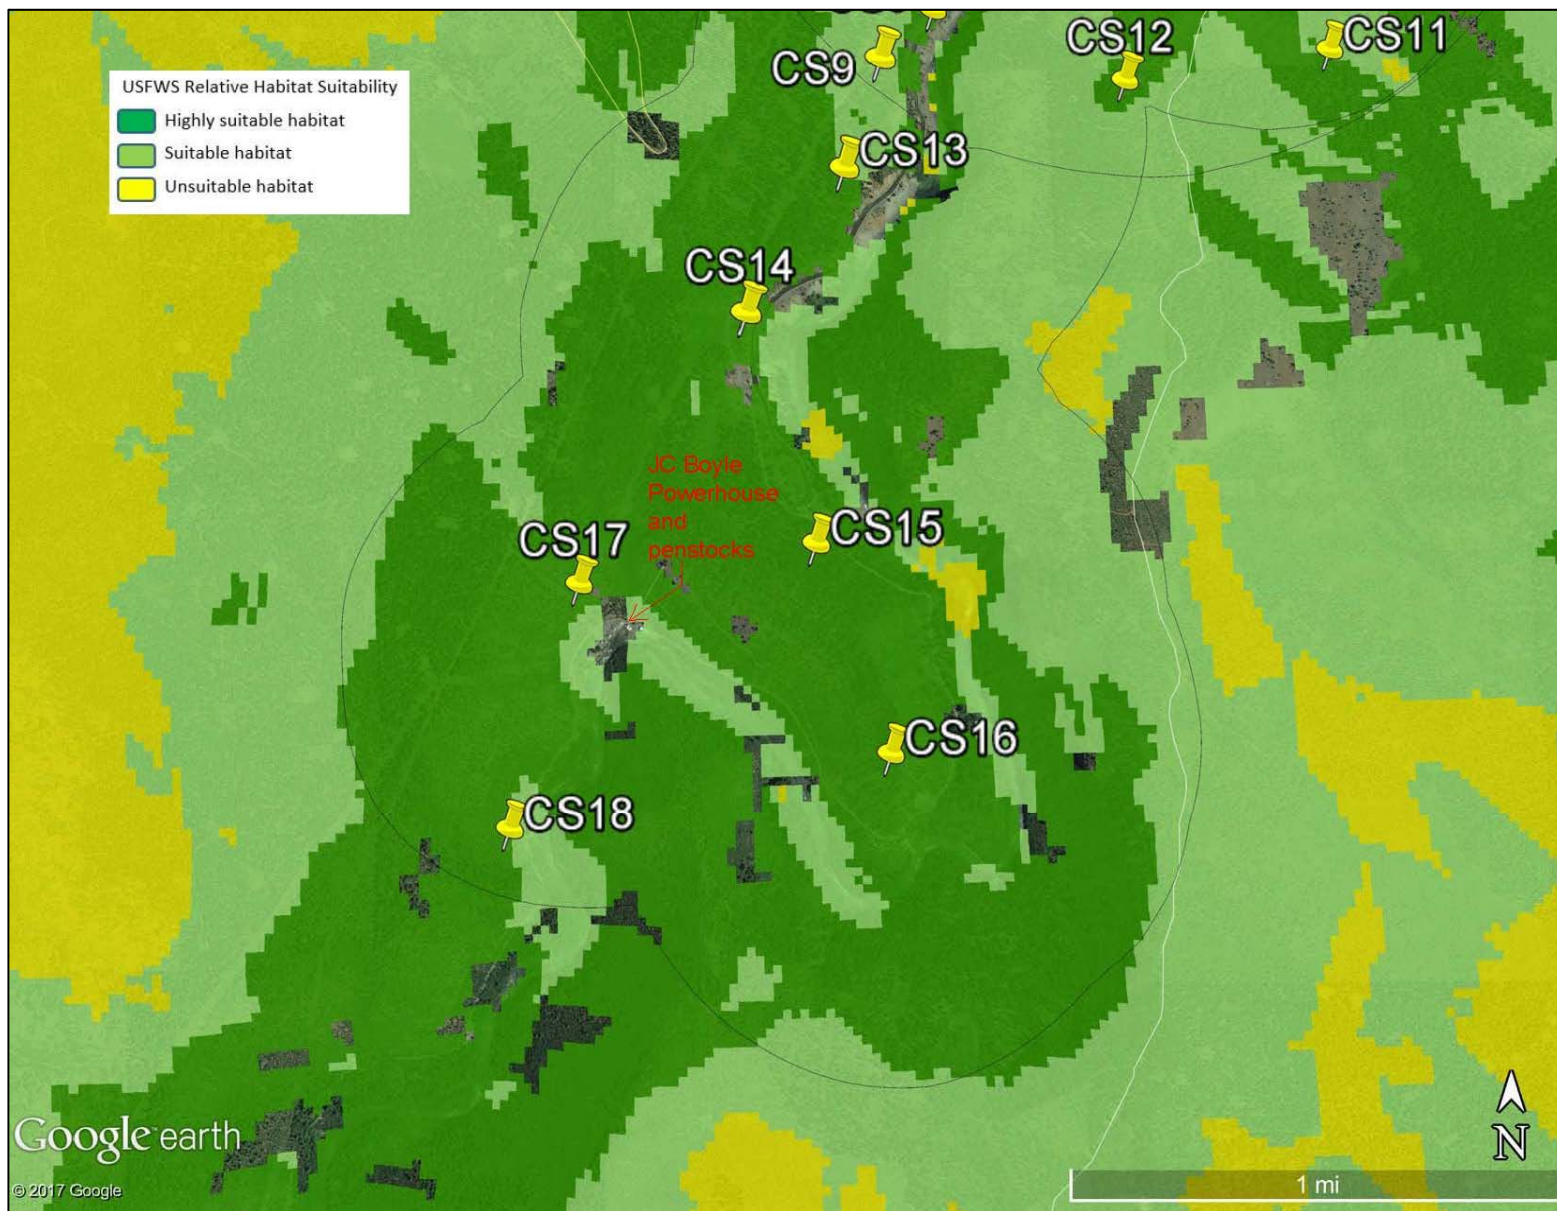 CS9
CS12
CS11
USFWS Relative Habitat Suitability
Highly suitable habitat
Suitable habitat
Unsuitable habitat
CS13
CS14
JC Boyle
Powerhouse
and
penstocks
CS17
CS15
CS16
CS18
Google earth
N
© 2017 Google
1 mi